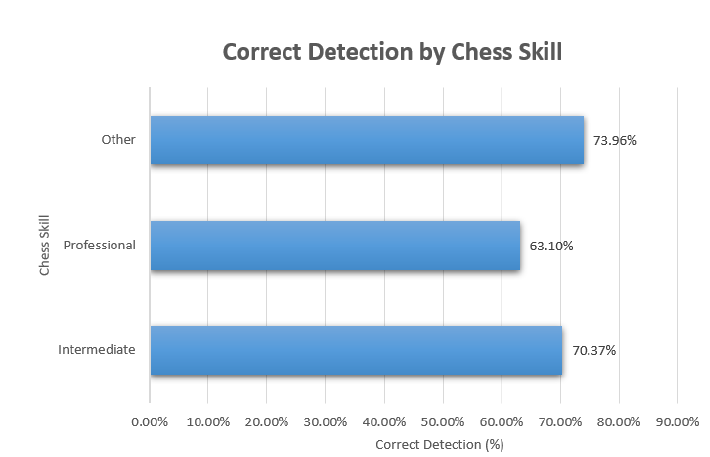 Correct Detection by Chess Skill
Other
73.96%
Chess Skill
Professional
63.10%
Intermediate
70.37%
0.00% 10.00% 20.00% 30.00% 40.00% 50.00% 60.00% 70.00% 80.00% 90.00%
Correct Detection (%)